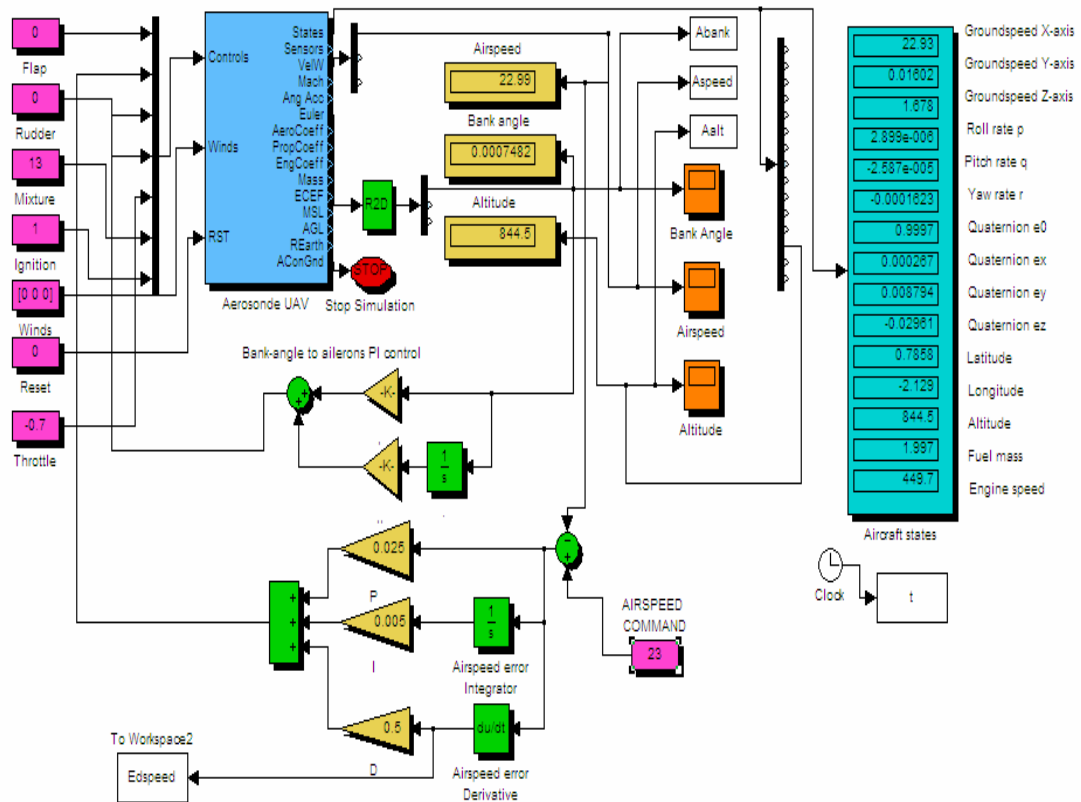 0
Flap
0
Rudder
13
Mixture
1
Ignition
[0 0 0]
Winds
0
Reset
-0.7
Throttle
Controls
Winds
RST
States
Sensors
VelW
Mach
Ang Acc
Euler
AeroCoeff
PropCoeff
EngCoeff
Mass
ECEF
MSL
AGL
REarth
AConGnd
Aerosonde UAV
R2D
STOP
Stop Simulation
Airspeed
22.99
Bank angle
0.0007482
Altitude
844.5
Abank
Aspeed
Aalt
Bank Angle
Airspeed
Altitude
22.93
0.01602
1.678
2.899e-006
-2.587e-005
-0.0001623
0.9997
0.000267
0.008794
-0.02961
0.7858
-2.129
844.5
1.997
449.7
Aircraft states
Groundspeed X-axis
Groundspeed Y-axis
Groundspeed Z-axis
Roll rate p
Pitch rate q
Yaw rate r
Quaternion e0
Quaternion ex
Quaternion ey
Quaternion ez
Latitude
Longitude
Altitude
Fuel mass
Engine speed
Clock
t
Bank-angle to ailerons PI control
+
+
-K-
-K-
1
s
−
+
0.025
P
+
+
+
0.005
I
1
s
Airspeed error
Integrator
0.5
D
du/dt
Airspeed error
Derivative
AIRSPEED
COMMAND
23
To Workspace2
Edspeed